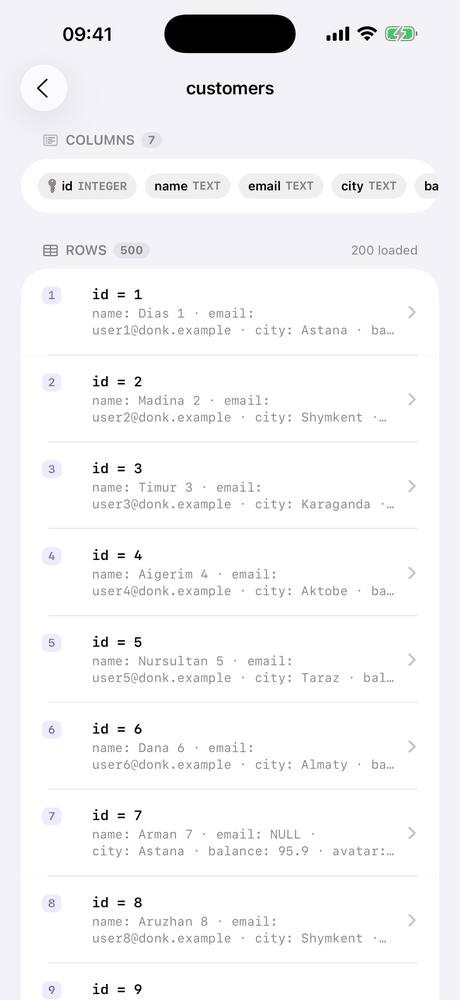 09:41
customers
COLUMNS 7
id INTEGER name TEXT email TEXT city TEXT ba
ROWS 500 200 loaded
1 id = 1
name: Dias 1 · email:
user1@donk.example · city: Astana · ba…
2 id = 2
name: Madina 2 · email:
user2@donk.example · city: Shymkent ·…
3 id = 3
name: Timur 3 · email:
user3@donk.example · city: Karaganda ·…
4 id = 4
name: Aigerim 4 · email:
user4@donk.example · city: Aktobe · ba…
5 id = 5
name: Nursultan 5 · email:
user5@donk.example · city: Taraz · bal…
6 id = 6
name: Dana 6 · email:
user6@donk.example · city: Almaty · ba…
7 id = 7
name: Arman 7 · email: NULL ·
city: Astana · balance: 95.9 · avatar:…
8 id = 8
name: Aruzhan 8 · email:
user8@donk.example · city: Shymkent ·…
9 id = 9